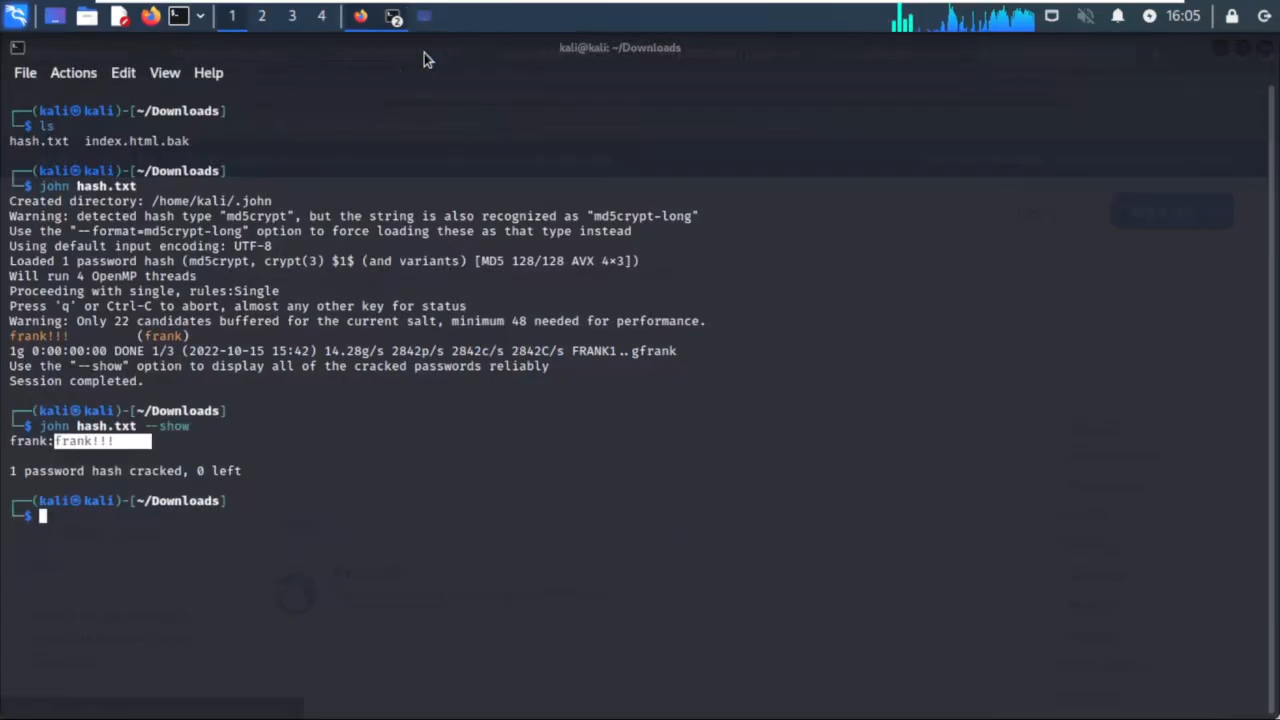 1 2 3 4
16:05
kali@kali: ~/Downloads
File Actions Edit View Help
┌──(kali㉿kali)-[~/Downloads]
└─$ ls
hash.txt  index.html.bak
┌──(kali㉿kali)-[~/Downloads]
└─$ john hash.txt
Created directory: /home/kali/.john
Warning: detected hash type "md5crypt", but the string is also recognized as "md5crypt-long"
Use the "--format=md5crypt-long" option to force loading these as that type instead
Using default input encoding: UTF-8
Loaded 1 password hash (md5crypt, crypt(3) $1$ (and variants) [MD5 128/128 AVX 4×3])
Will run 4 OpenMP threads
Proceeding with single, rules:Single
Press 'q' or Ctrl-C to abort, almost any other key for status
Warning: Only 22 candidates buffered for the current salt, minimum 48 needed for performance.
frank!!!         (frank)
1g 0:00:00:00 DONE 1/3 (2022-10-15 15:42) 14.28g/s 2842p/s 2842c/s 2842C/s FRANK1..gfrank
Use the "--show" option to display all of the cracked passwords reliably
Session completed.
┌──(kali㉿kali)-[~/Downloads]
└─$ john hash.txt --show
frank:frank!!!
1 password hash cracked, 0 left
┌──(kali㉿kali)-[~/Downloads]
└─$